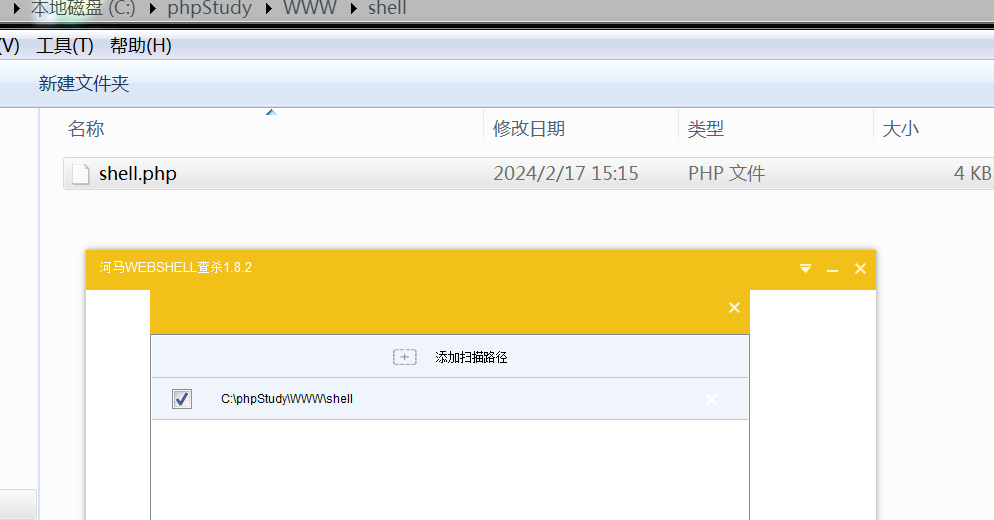 本地磁盘 (C:) phpStudy WWW shell
(V) 工具(T) 帮助(H)
新建文件夹
名称 修改日期 类型 大小
shell.php 2024/2/17 15:15 PHP 文件 4 KB
河马WEBSHELL查杀1.8.2
添加扫描路径
C:\phpStudy\WWW\shell